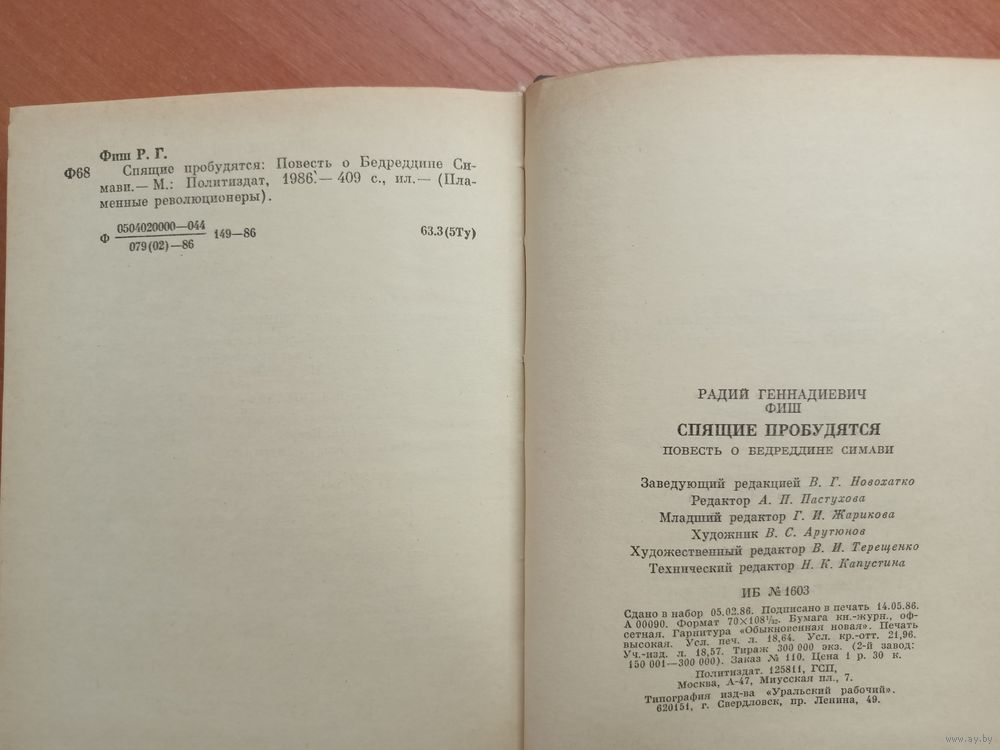 Фиш Р. Г.
Ф68 Спящие пробудятся: Повесть о Бедреддине Си-
мави.— М.: Политиздат, 1986.— 409 с., ил.— (Пла-
менные революционеры).
Ф 0504020000—044 149—86 63.3(5Ту)
079(02)—86
РАДИЙ ГЕННАДИЕВИЧ
ФИШ
СПЯЩИЕ ПРОБУДЯТСЯ
ПОВЕСТЬ О БЕДРЕДДИНЕ СИМАВИ
Заведующий редакцией В. Г. Новохатко
Редактор А. П. Пастухова
Младший редактор Г. И. Жарикова
Художник В. С. Арутюнов
Художественный редактор В. И. Терещенко
Технический редактор Н. К. Капустина
ИБ № 1603
Сдано в набор 05.02.86. Подписано в печать 14.05.86.
А 00090. Формат 70×108¹/₃₂. Бумага кн.-журн., оф-
сетная. Гарнитура «Обыкновенная новая». Печать
высокая. Усл. печ. л. 18,64. Усл. кр.-отт. 21,96.
Уч.-изд. л. 18,57. Тираж 300 000 экз. (2-й завод:
150 001—300 000). Заказ № 110. Цена 1 р. 30 к.
Политиздат. 125811, ГСП,
Москва, А-47, Миусская пл., 7.
Типография изд-ва «Уральский рабочий».
620151, г. Свердловск, пр. Ленина, 49.
www.ay.by